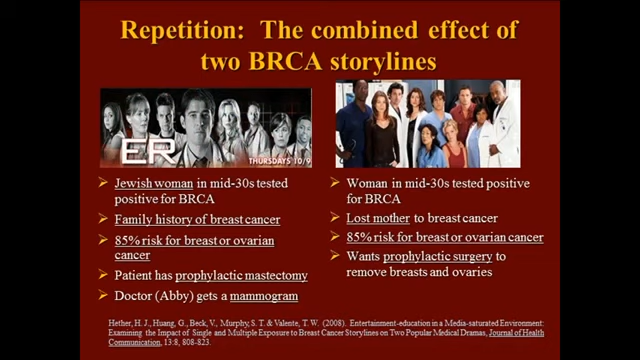 Repetition: The combined effect of
two BRCA storylines
ER
THURSDAYS 10/9
➢ Jewish woman in mid-30s tested
positive for BRCA
➢ Family history of breast cancer
➢ 85% risk for breast or ovarian
cancer
➢ Patient has prophylactic mastectomy
➢ Doctor (Abby) gets a mammogram
➢ Woman in mid-30s tested positive
for BRCA
➢ Lost mother to breast cancer
➢ 85% risk for breast or ovarian cancer
➢ Wants prophylactic surgery to
remove breasts and ovaries
Hether, H. J., Huang, G., Beck, V., Murphy, S. T. & Valente, T. W. (2008). Entertainment-education in a Media-saturated Environment:
Examining the Impact of Single and Multiple Exposure to Breast Cancer Storylines on Two Popular Medical Dramas, Journal of Health
Communication, 13:8, 808-823.